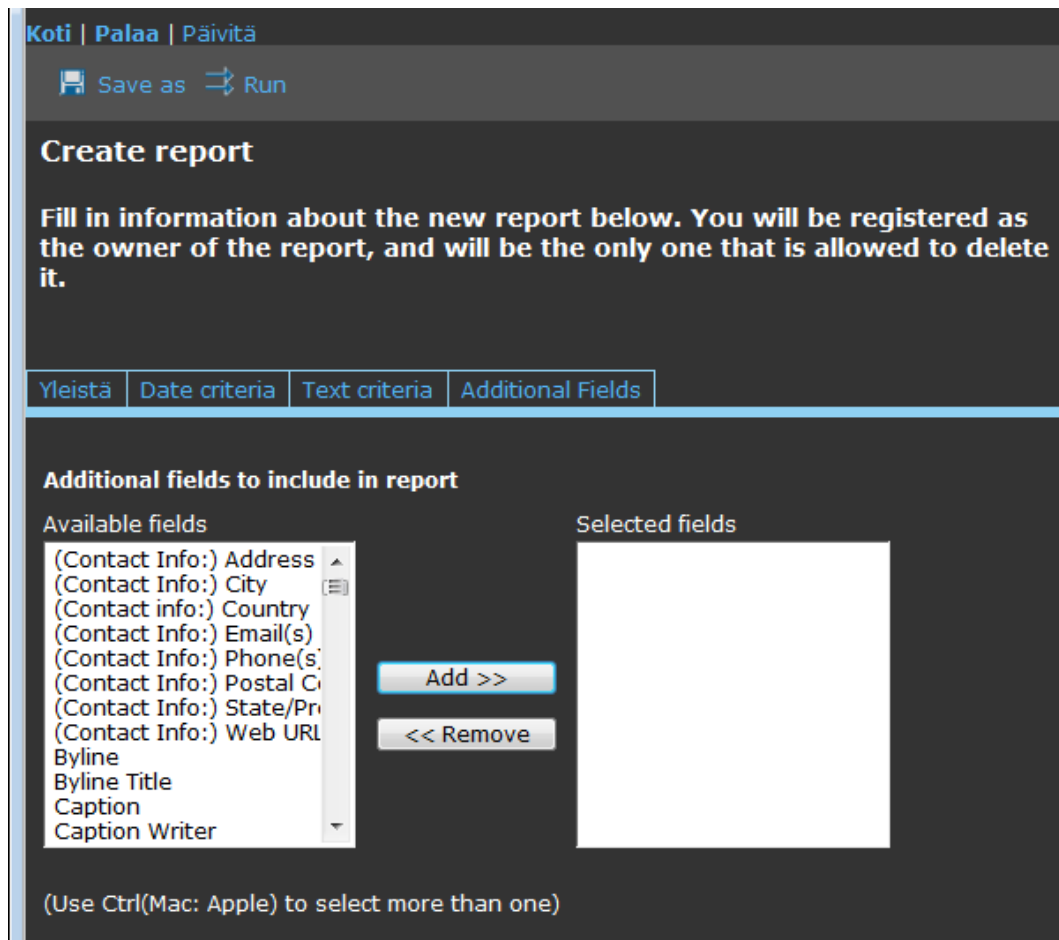 Koti | Palaa | Päivitä
Save as Run
Create report
Fill in information about the new report below. You will be registered as
the owner of the report, and will be the only one that is allowed to delete
it.
Yleistä Date criteria Text criteria Additional Fields
Additional fields to include in report
Available fields
(Contact Info:) Address
(Contact Info:) City
(Contact info:) Country
(Contact Info:) Email(s)
(Contact Info:) Phone(s)
(Contact Info:) Postal
(Contact Info:)
(Contact Info:) Web URL
Byline
Byline Title
Caption
Caption Writer
Add >>
<< Remove
Selected fields
(Use Ctrl(Mac: Apple) to select more than one)